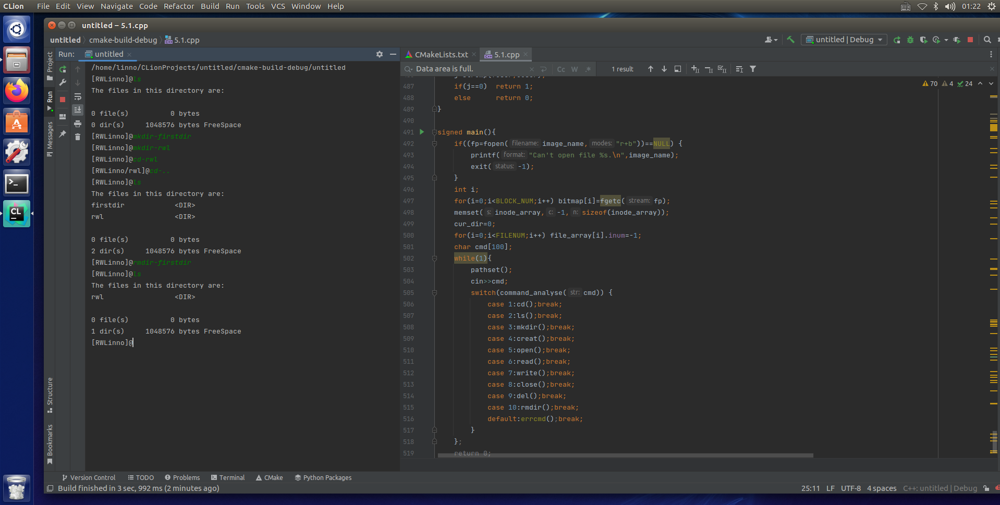 CLion File Edit View Navigate Code Refactor Build Run Tools VCS Window Help 01:22
untitled – 5.1.cpp
untitled cmake-build-debug 5.1.cpp untitled | Debug
Run: untitled
CMakeLists.txt 5.1.cpp
Project
Run
Messages
Structure
Bookmarks
/home/linno/CLionProjects/untitled/cmake-build-debug/untitled
[RWLinno]@ls
The files in this directory are:
0 file(s) 0 bytes
0 dir(s) 1048576 bytes FreeSpace
[RWLinno]@mkdir-firstdir
[RWLinno]@mkdir-rwl
[RWLinno]@cd-rwl
[RWLinno/rwl]@cd-..
[RWLinno]@ls
The files in this directory are:
firstdir <DIR>
rwl <DIR>
0 file(s) 0 bytes
2 dir(s) 1048576 bytes FreeSpace
[RWLinno]@rmdir-firstdir
[RWLinno]@ls
The files in this directory are:
rwl <DIR>
0 file(s) 0 bytes
1 dir(s) 1048576 bytes FreeSpace
[RWLinno]@
Data area is full. Cc W .* 1 result
70 4 24
487 if(j==0) return 1;
488 else return 0;
489 }
490
491 signed main(){
492 if((fp=fopen( filename: image_name, modes: "r+b"))==NULL) {
493 printf( format: "Can't open file %s.\n",image_name);
494 exit( status: -1);
495 }
496 int i;
497 for(i=0;i<BLOCK_NUM;i++) bitmap[i]=fgetc( stream: fp);
498 memset( s: inode_array, c: -1, n: sizeof(inode_array));
499 cur_dir=0;
500 for(i=0;i<FILENUM;i++) file_array[i].inum=-1;
501 char cmd[100];
502 while(1){
503 pathset();
504 cin>>cmd;
505 switch(command_analyse( str: cmd)) {
506 case 1:cd();break;
507 case 2:ls();break;
508 case 3:mkdir();break;
509 case 4:creat();break;
510 case 5:open();break;
511 case 6:read();break;
512 case 7:write();break;
513 case 8:close();break;
514 case 9:del();break;
515 case 10:rmdir();break;
516 default:errcmd();break;
517 }
518 };
519 return 0;
Version Control TODO Problems Terminal CMake Python Packages
Build finished in 3 sec, 992 ms (2 minutes ago) 25:11 LF UTF-8 4 spaces C++: untitled | Debug